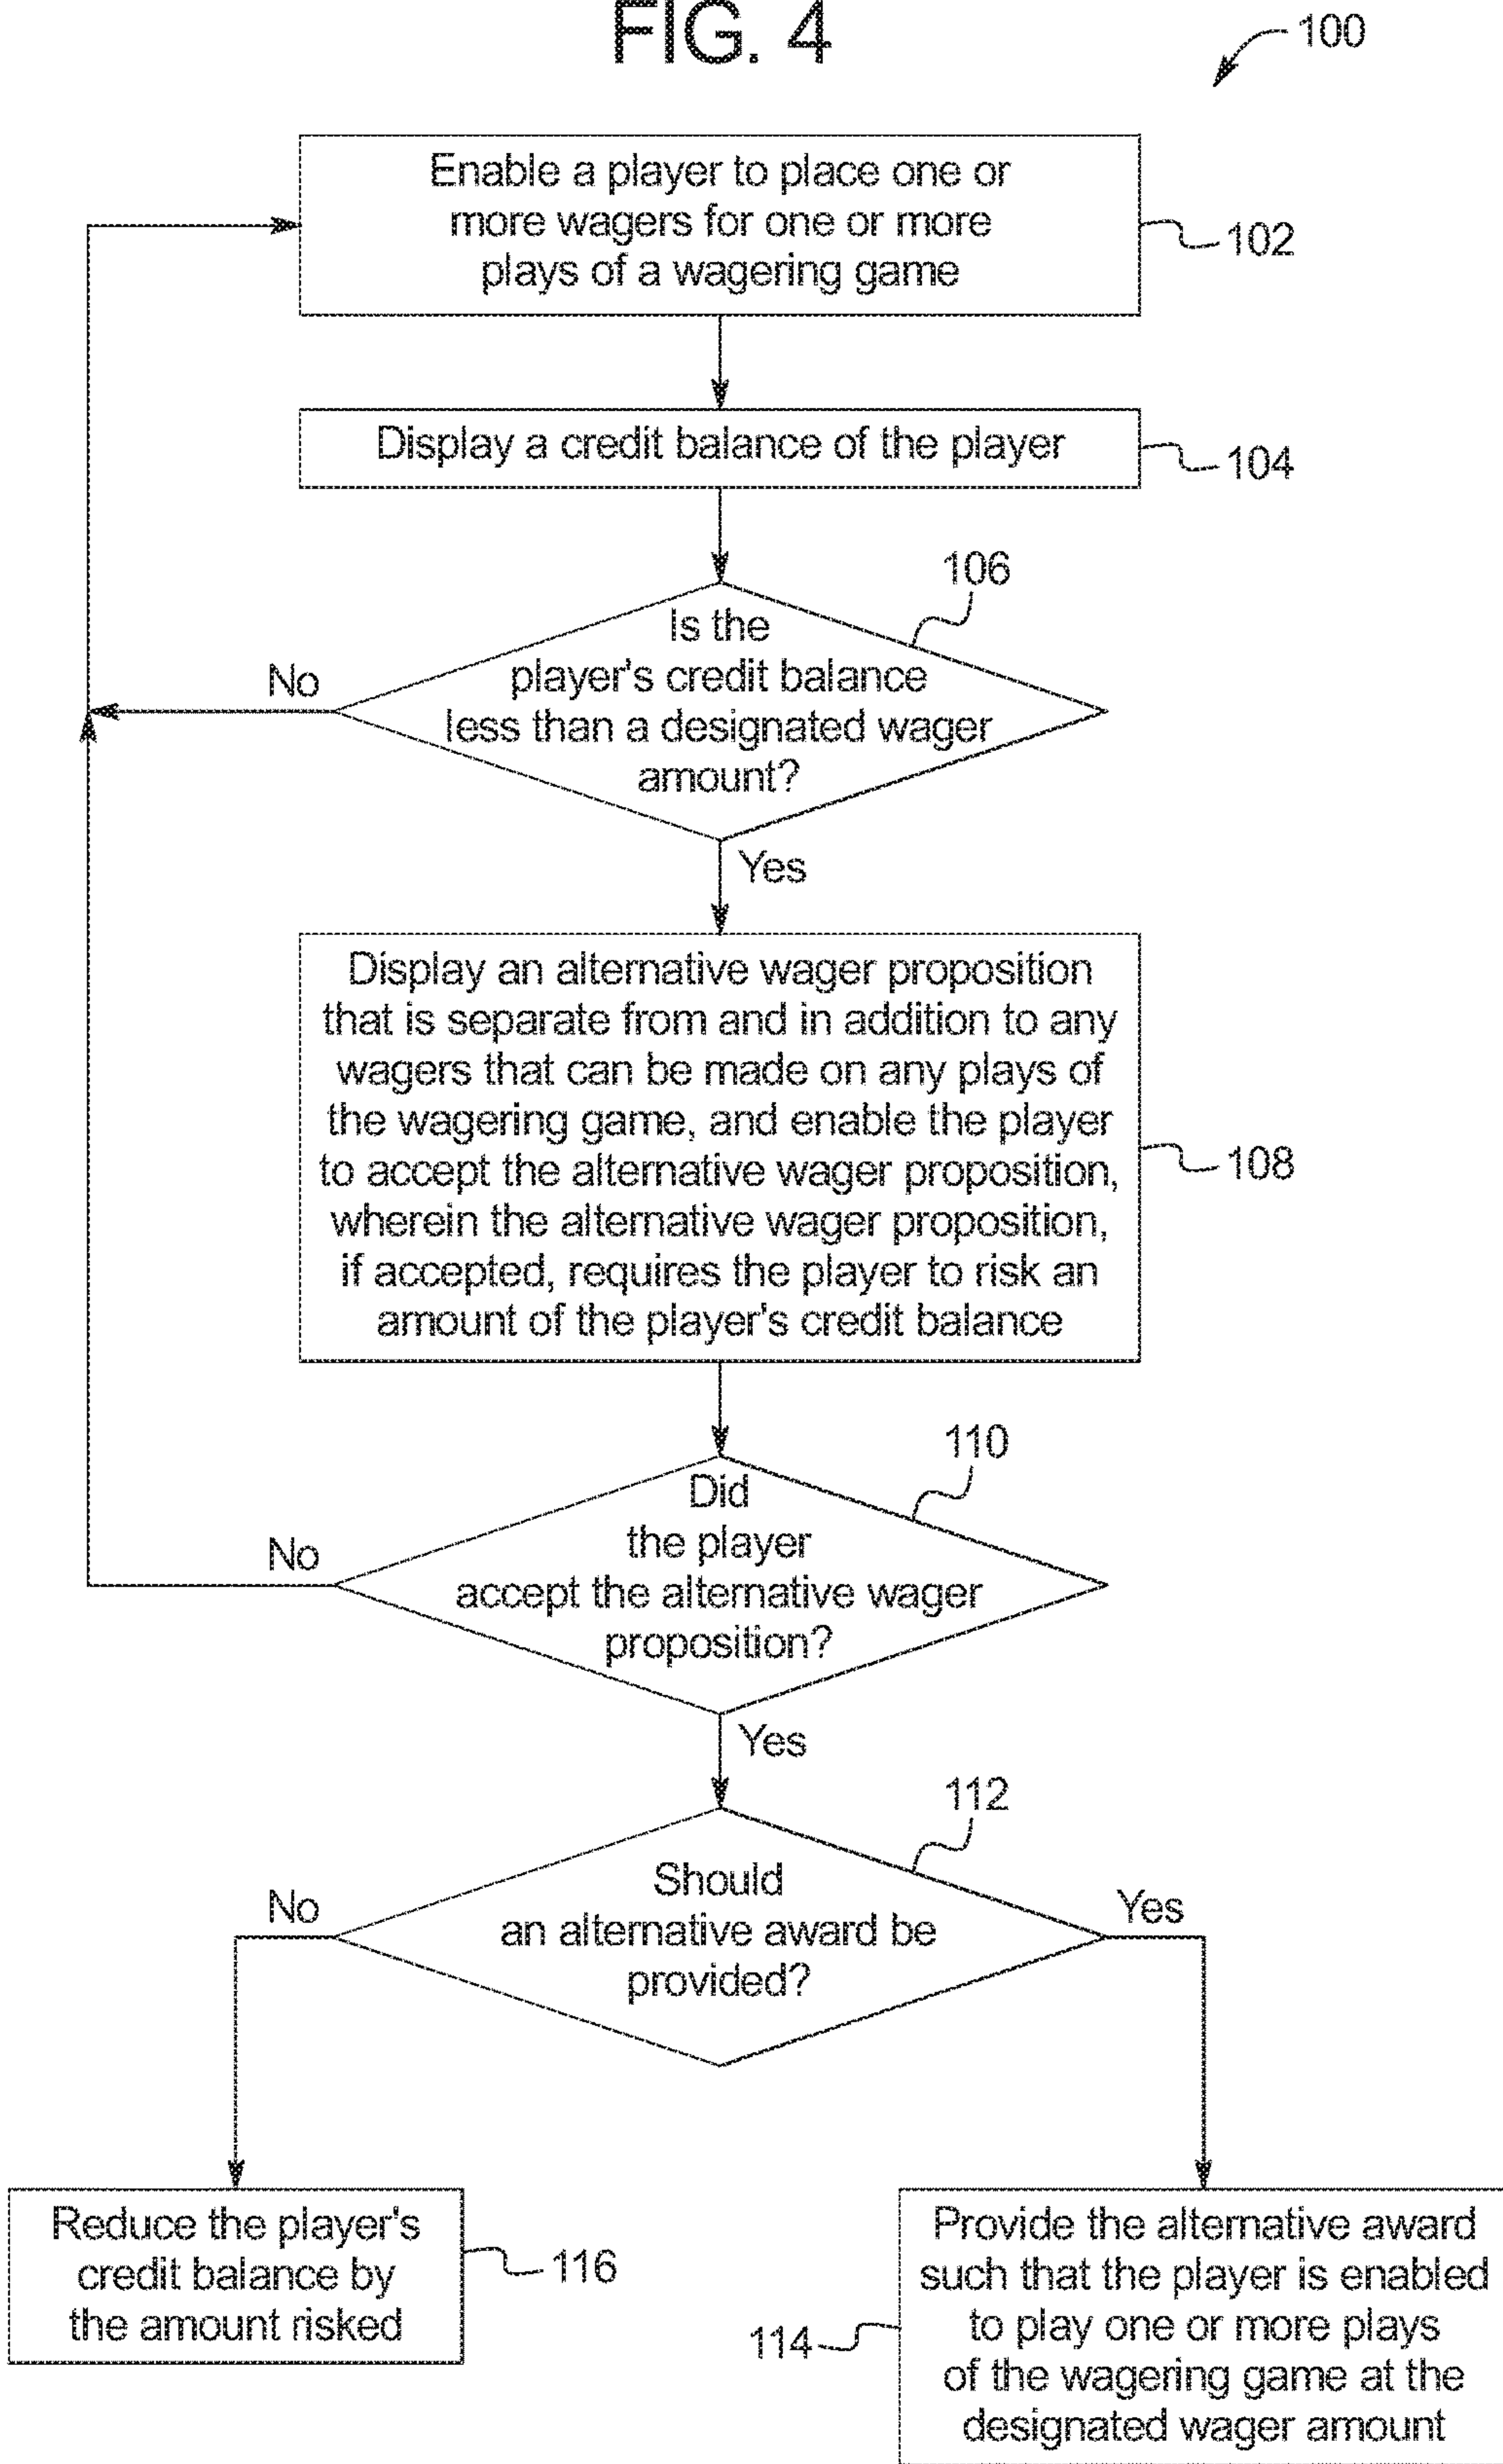 FIG. 4
100
Enable a player to place one or
more wagers for one or more
plays of a wagering game
102
Display a credit balance of the player
104
106
Is the
player's credit balance
less than a designated wager
amount?
No
Yes
Display an alternative wager proposition
that is separate from and in addition to any
wagers that can be made on any plays of
the wagering game, and enable the player
to accept the alternative wager proposition,
wherein the alternative wager proposition,
if accepted, requires the player to risk an
amount of the player's credit balance
108
110
Did
the player
accept the alternative wager
proposition?
No
Yes
112
Should
an alternative award be
provided?
No
Yes
Reduce the player's
credit balance by
the amount risked
116
Provide the alternative award
such that the player is enabled
to play one or more plays
of the wagering game at the
designated wager amount
114